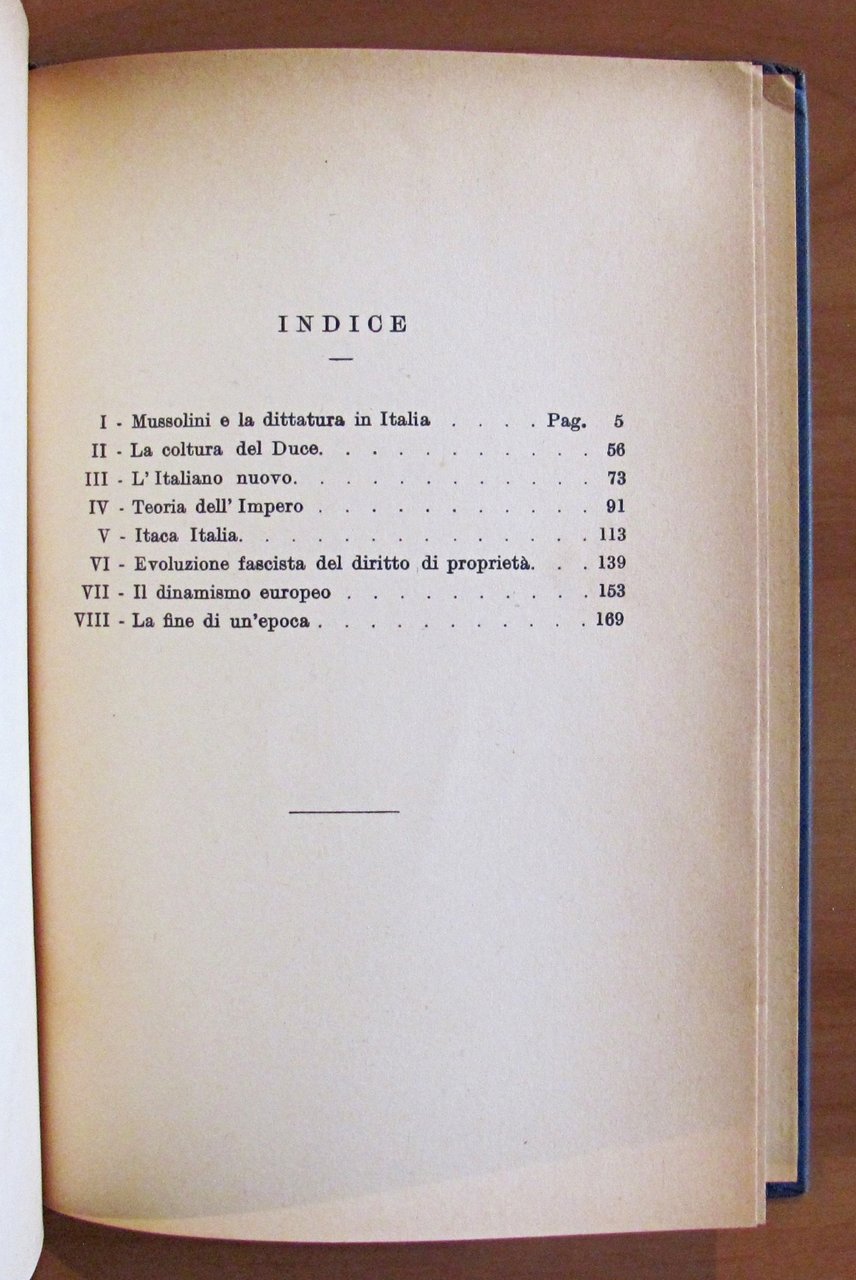 INDICE
I - Mussolini e la dittatura in Italia . . . . Pag. 5
II - La coltura del Duce. . . . . . . . . . . 56
III - L' Italiano nuovo. . . . . . . . . . . . 73
IV - Teoria dell' Impero . . . . . . . . . . . 91
V - Itaca Italia. . . . . . . . . . . . . . 113
VI - Evoluzione fascista del diritto di proprietà. . . 139
VII - Il dinamismo europeo . . . . . . . . . . 153
VIII - La fine di un'epoca . . . . . . . . . . . 169